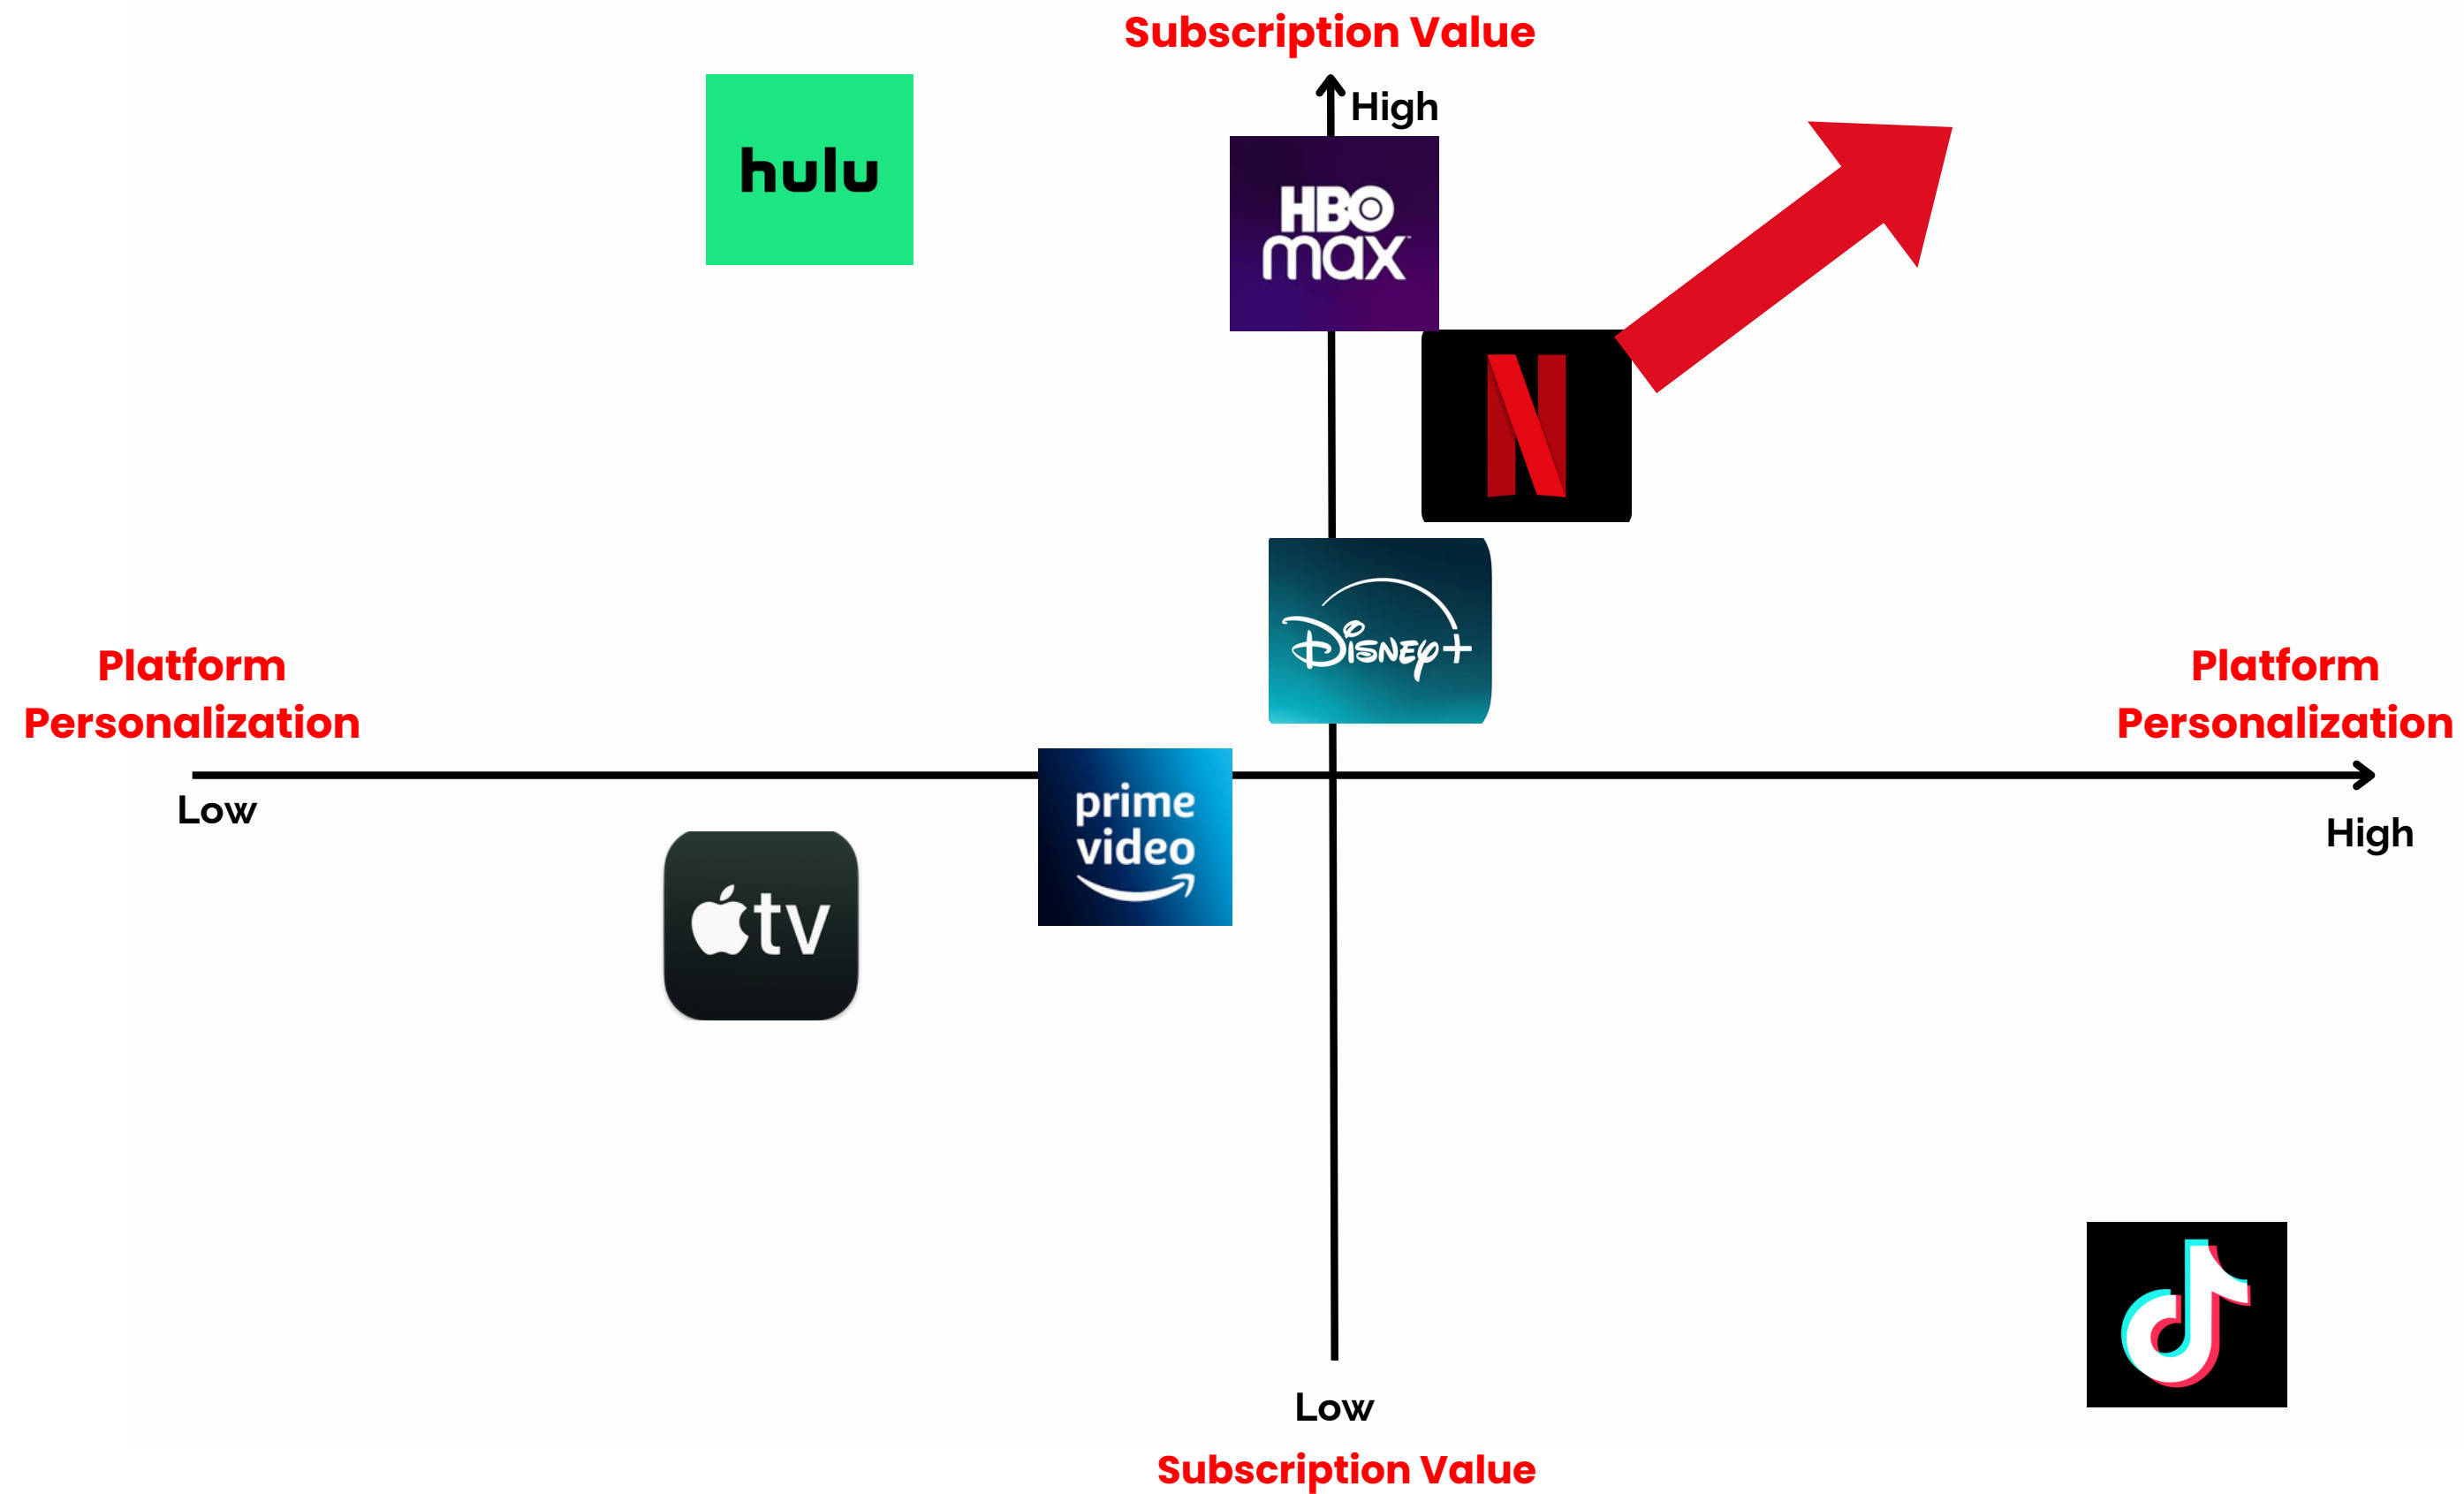 Subscription Value
High
hulu
HBO
max
N
Disney+
Platform
Personalization
Platform
Personalization
Low
High
prime
video
tv
Low
Subscription Value